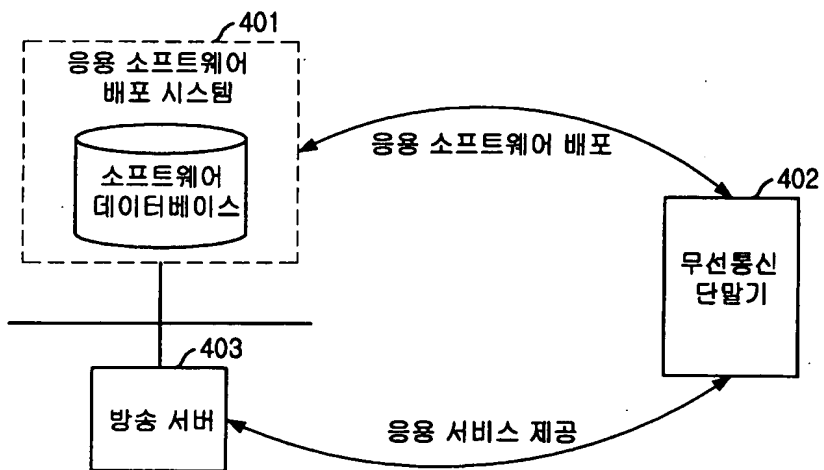 401
응용 소프트웨어
배포 시스템
소프트웨어
데이터베이스
응용 소프트웨어 배포
402
무선통신
단말기
403
방송 서버
응용 서비스 제공